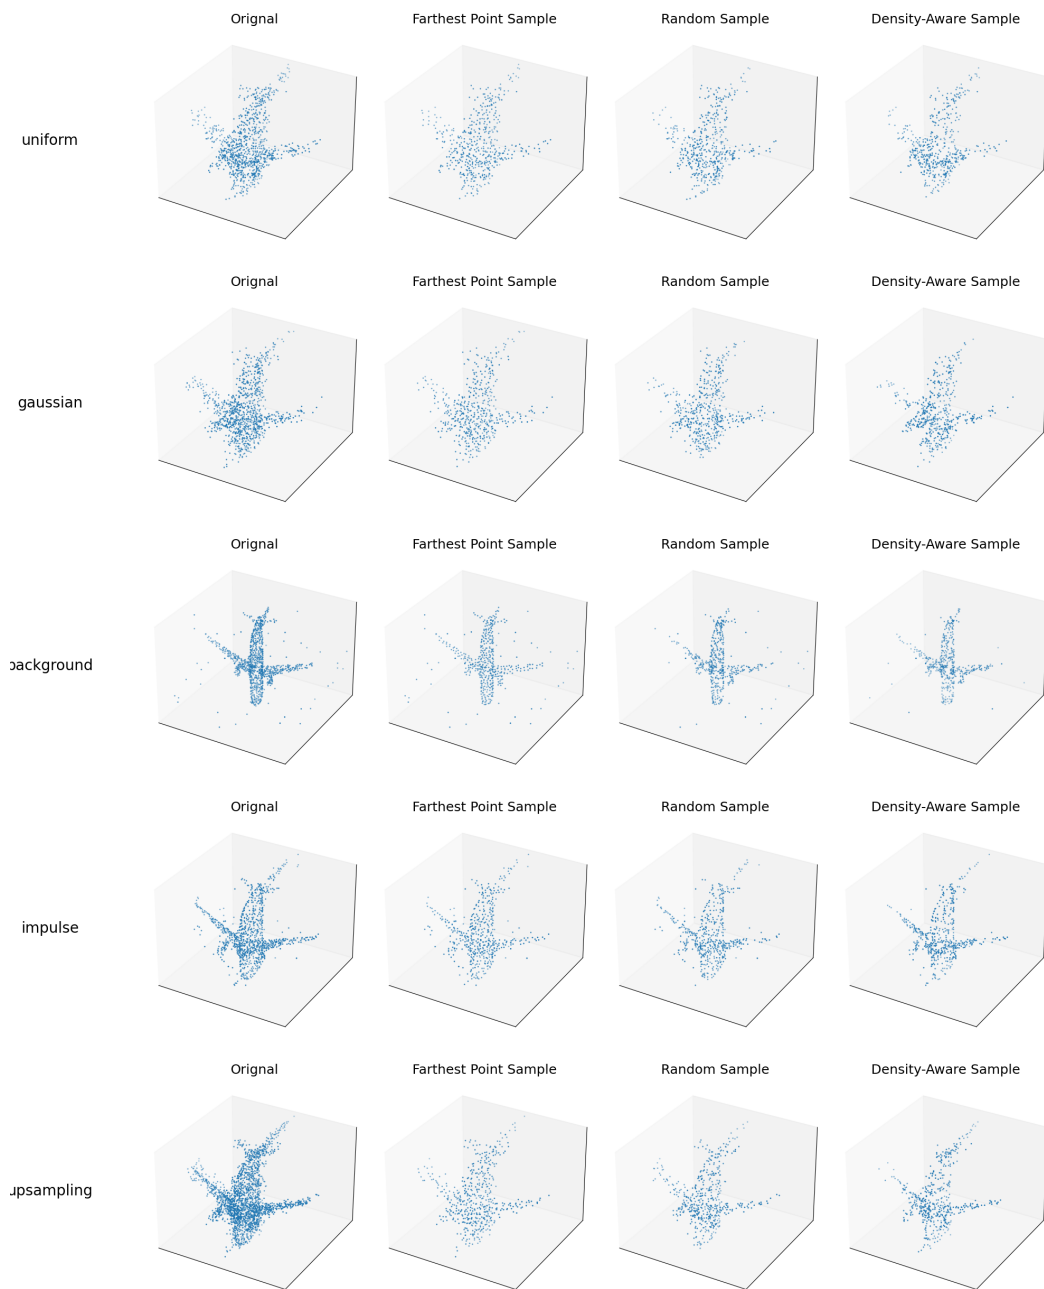 Orignal Farthest Point Sample Random Sample Density-Aware Sample
uniform
Orignal Farthest Point Sample Random Sample Density-Aware Sample
gaussian
Orignal Farthest Point Sample Random Sample Density-Aware Sample
background
Orignal Farthest Point Sample Random Sample Density-Aware Sample
impulse
Orignal Farthest Point Sample Random Sample Density-Aware Sample
upsampling